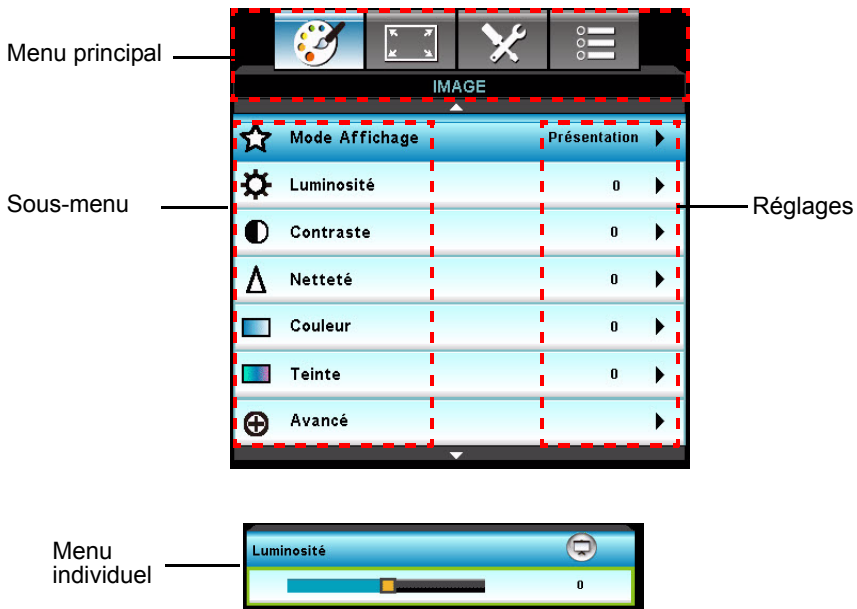 Menu principal
IMAGE
Mode Affichage Présentation
Luminosité 0
Sous-menu
Réglages
Contraste 0
Netteté 0
Couleur 0
Teinte 0
Avancé
Menu
individuel
Luminosité
0